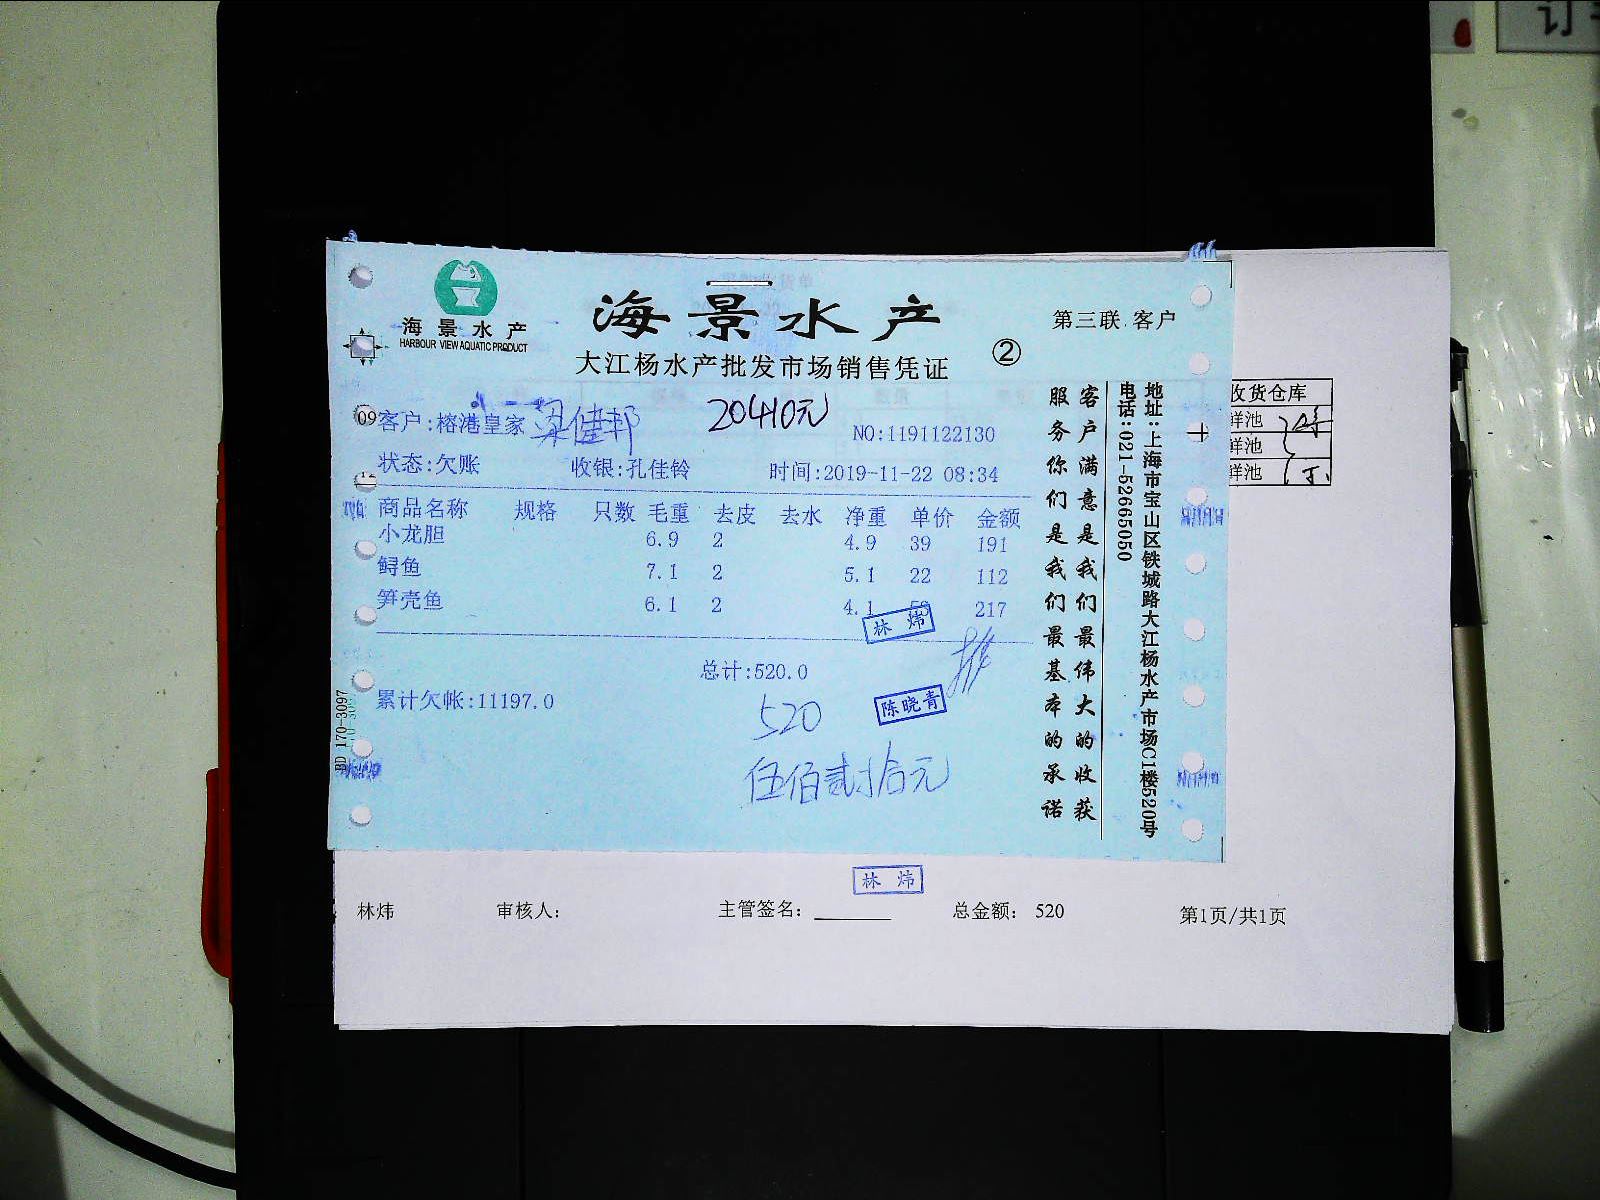 订
海景水产
HARBOUR VIEW AQUATIC PRODUCT
海景水产
大江杨水产批发市场销售凭证
②
第三联 客户
09客户:榕港皇家 梁健邦
20410元
NO:1191122130
状态:欠账 收银:孔佳铃 时间:2019-11-22 08:34
商品名称 规格 只数 毛重 去皮 去水 净重 单价 金额
小龙胆 6.9 2 4.9 39 191
鲟鱼 7.1 2 5.1 22 112
笋壳鱼 6.1 2 4.1 217
林炜
总计:520.0
累计欠帐:11197.0
520
陈晓青
伍佰贰拾元
客户满意是我们最伟大的收获
服务你们是我们最基本的承诺
地址:上海市宝山区铁城路大江杨水产市场C1楼520号
电话:021-52665050
BD 170-3097
收货仓库
鲜池
鲜池
鲜池
林炜
林炜 审核人: 主管签名: 总金额: 520 第1页/共1页